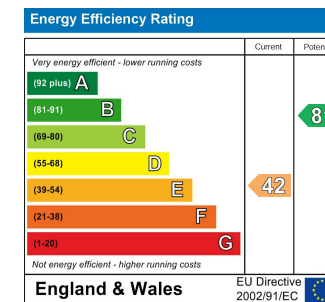 Energy Efficiency Rating
Current
Very energy efficient - lower running costs
(92 plus) A
(81-91) B
(69-80) C
(55-68) D
(39-54) E
42
(21-38) F
(1-20) G
Not energy efficient - higher running costs
England & Wales
EU Directive
2002/91/EC